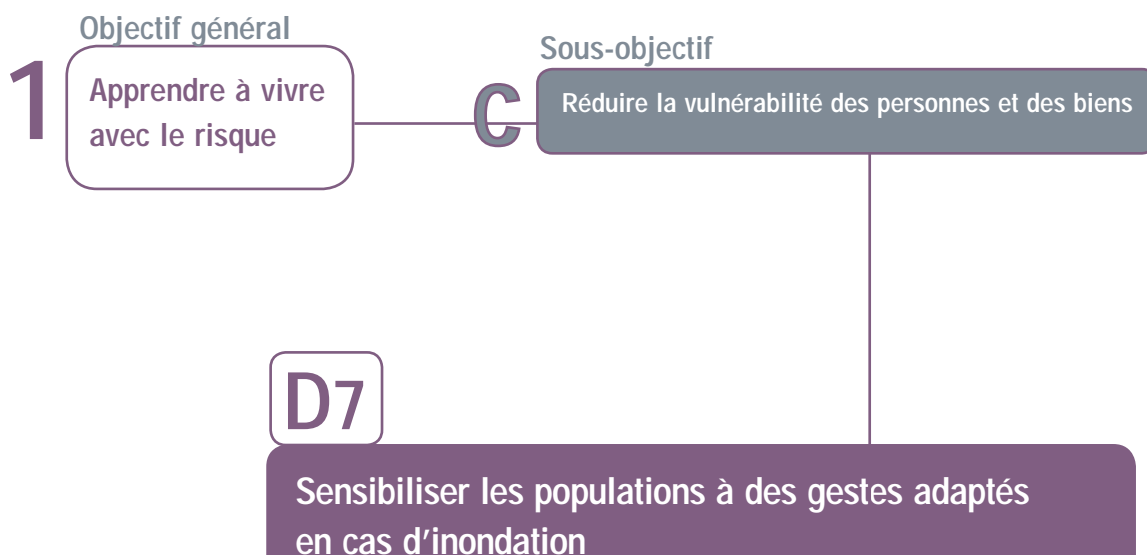 Objectif général
1
Apprendre à vivre
avec le risque
Sous-objectif
C
Réduire la vulnérabilité des personnes et des biens
D7
Sensibiliser les populations à des gestes adaptés
en cas d'inondation